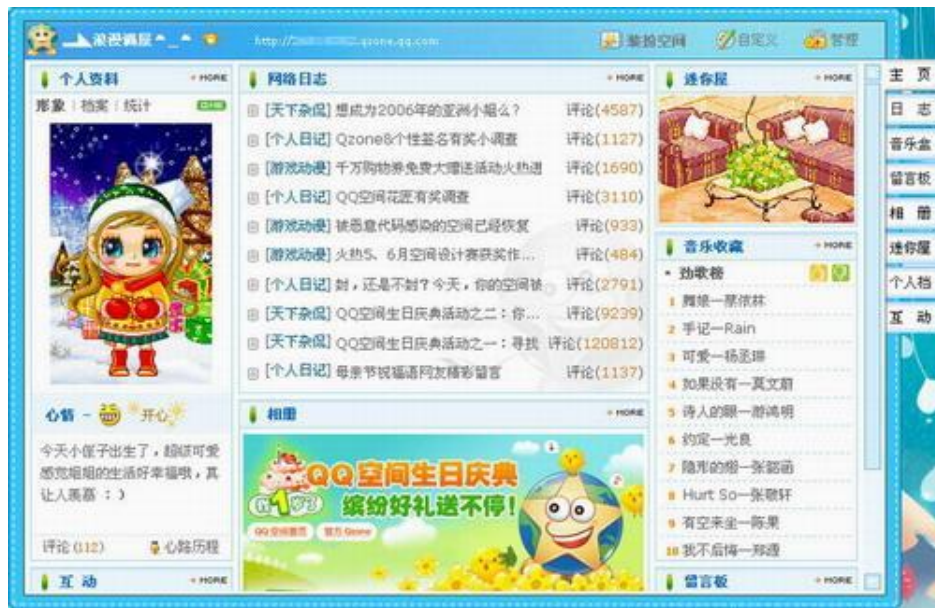 浪漫满屋^_^
http:// .qzone.qq.com
装扮空间 自定义 管理
个人资料 MORE
形象 | 档案 | 统计
心情 - 开心
今天小侄子出生了，超级可爱
感觉姐姐的生活好幸福哦，真
让人羡慕 ：）
评论(112) 心路历程
互 动 MORE
网络日志 MORE
[天下杂侃] 想成为2006年的亚洲小姐么？ 评论(4587)
[个人日记] Qzone&个性签名有奖小调查 评论(1127)
[游戏动漫] 千万购物券免费大赠送活动火热进 评论(1690)
[个人日记] QQ空间花匠有奖调查 评论(3110)
[游戏动漫] 被恶意代码感染的空间已经恢复 评论(933)
[游戏动漫] 火热5、6月空间设计赛获奖作... 评论(484)
[个人日记] 封，还是不封？今天，你的空间被 评论(2791)
[天下杂侃] QQ空间生日庆典活动之二：你... 评论(9239)
[天下杂侃] QQ空间生日庆典活动之一：寻找 评论(120812)
[个人日记] 母亲节祝福语网友精彩留言 评论(1137)
相册 MORE
QQ空间生日庆典
我1岁了 缤纷好礼送不停！
QQ空间首页 官方Qzone
迷你屋 MORE
音乐收藏 MORE
劲歌榜
1 舞娘—蔡依林
2 手记—Rain
3 可爱—杨丞琳
4 如果没有—莫文蔚
5 诗人的眼—游鸿明
6 约定—光良
7 隐形的翅—张韶涵
8 Hurt So—张敬轩
9 有空来坐—陈果
10 我不后悔—郑源
留言板 MORE
主 页
日 志
音乐盒
留言板
相 册
迷你屋
个人档
互 动